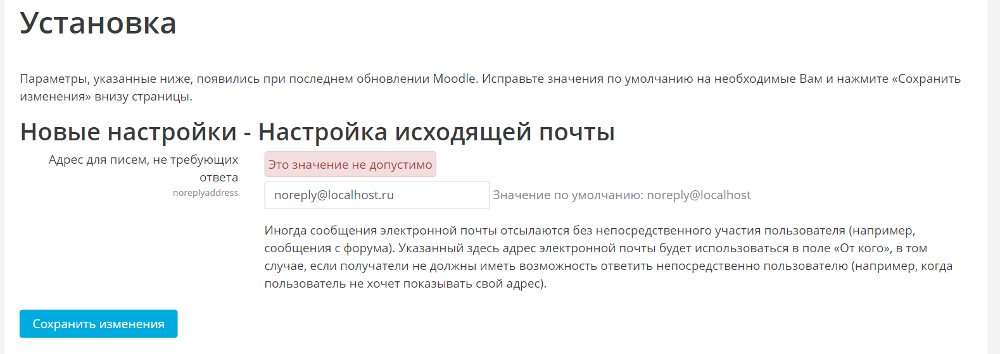 Установка
Параметры, указанные ниже, появились при последнем обновлении Moodle. Исправьте значения по умолчанию на необходимые Вам и нажмите «Сохранить
изменения» внизу страницы.
Новые настройки - Настройка исходящей почты
Адрес для писем, не требующих
ответа
noreplyaddress
Это значение не допустимо
noreply@localhost.ru Значение по умолчанию: noreply@localhost
Иногда сообщения электронной почты отсылаются без непосредственного участия пользователя (например,
сообщения с форума). Указанный здесь адрес электронной почты будет использоваться в поле «От кого», в том
случае, если получатели не должны иметь возможность ответить непосредственно пользователю (например, когда
пользователь не хочет показывать свой адрес).
Сохранить изменения